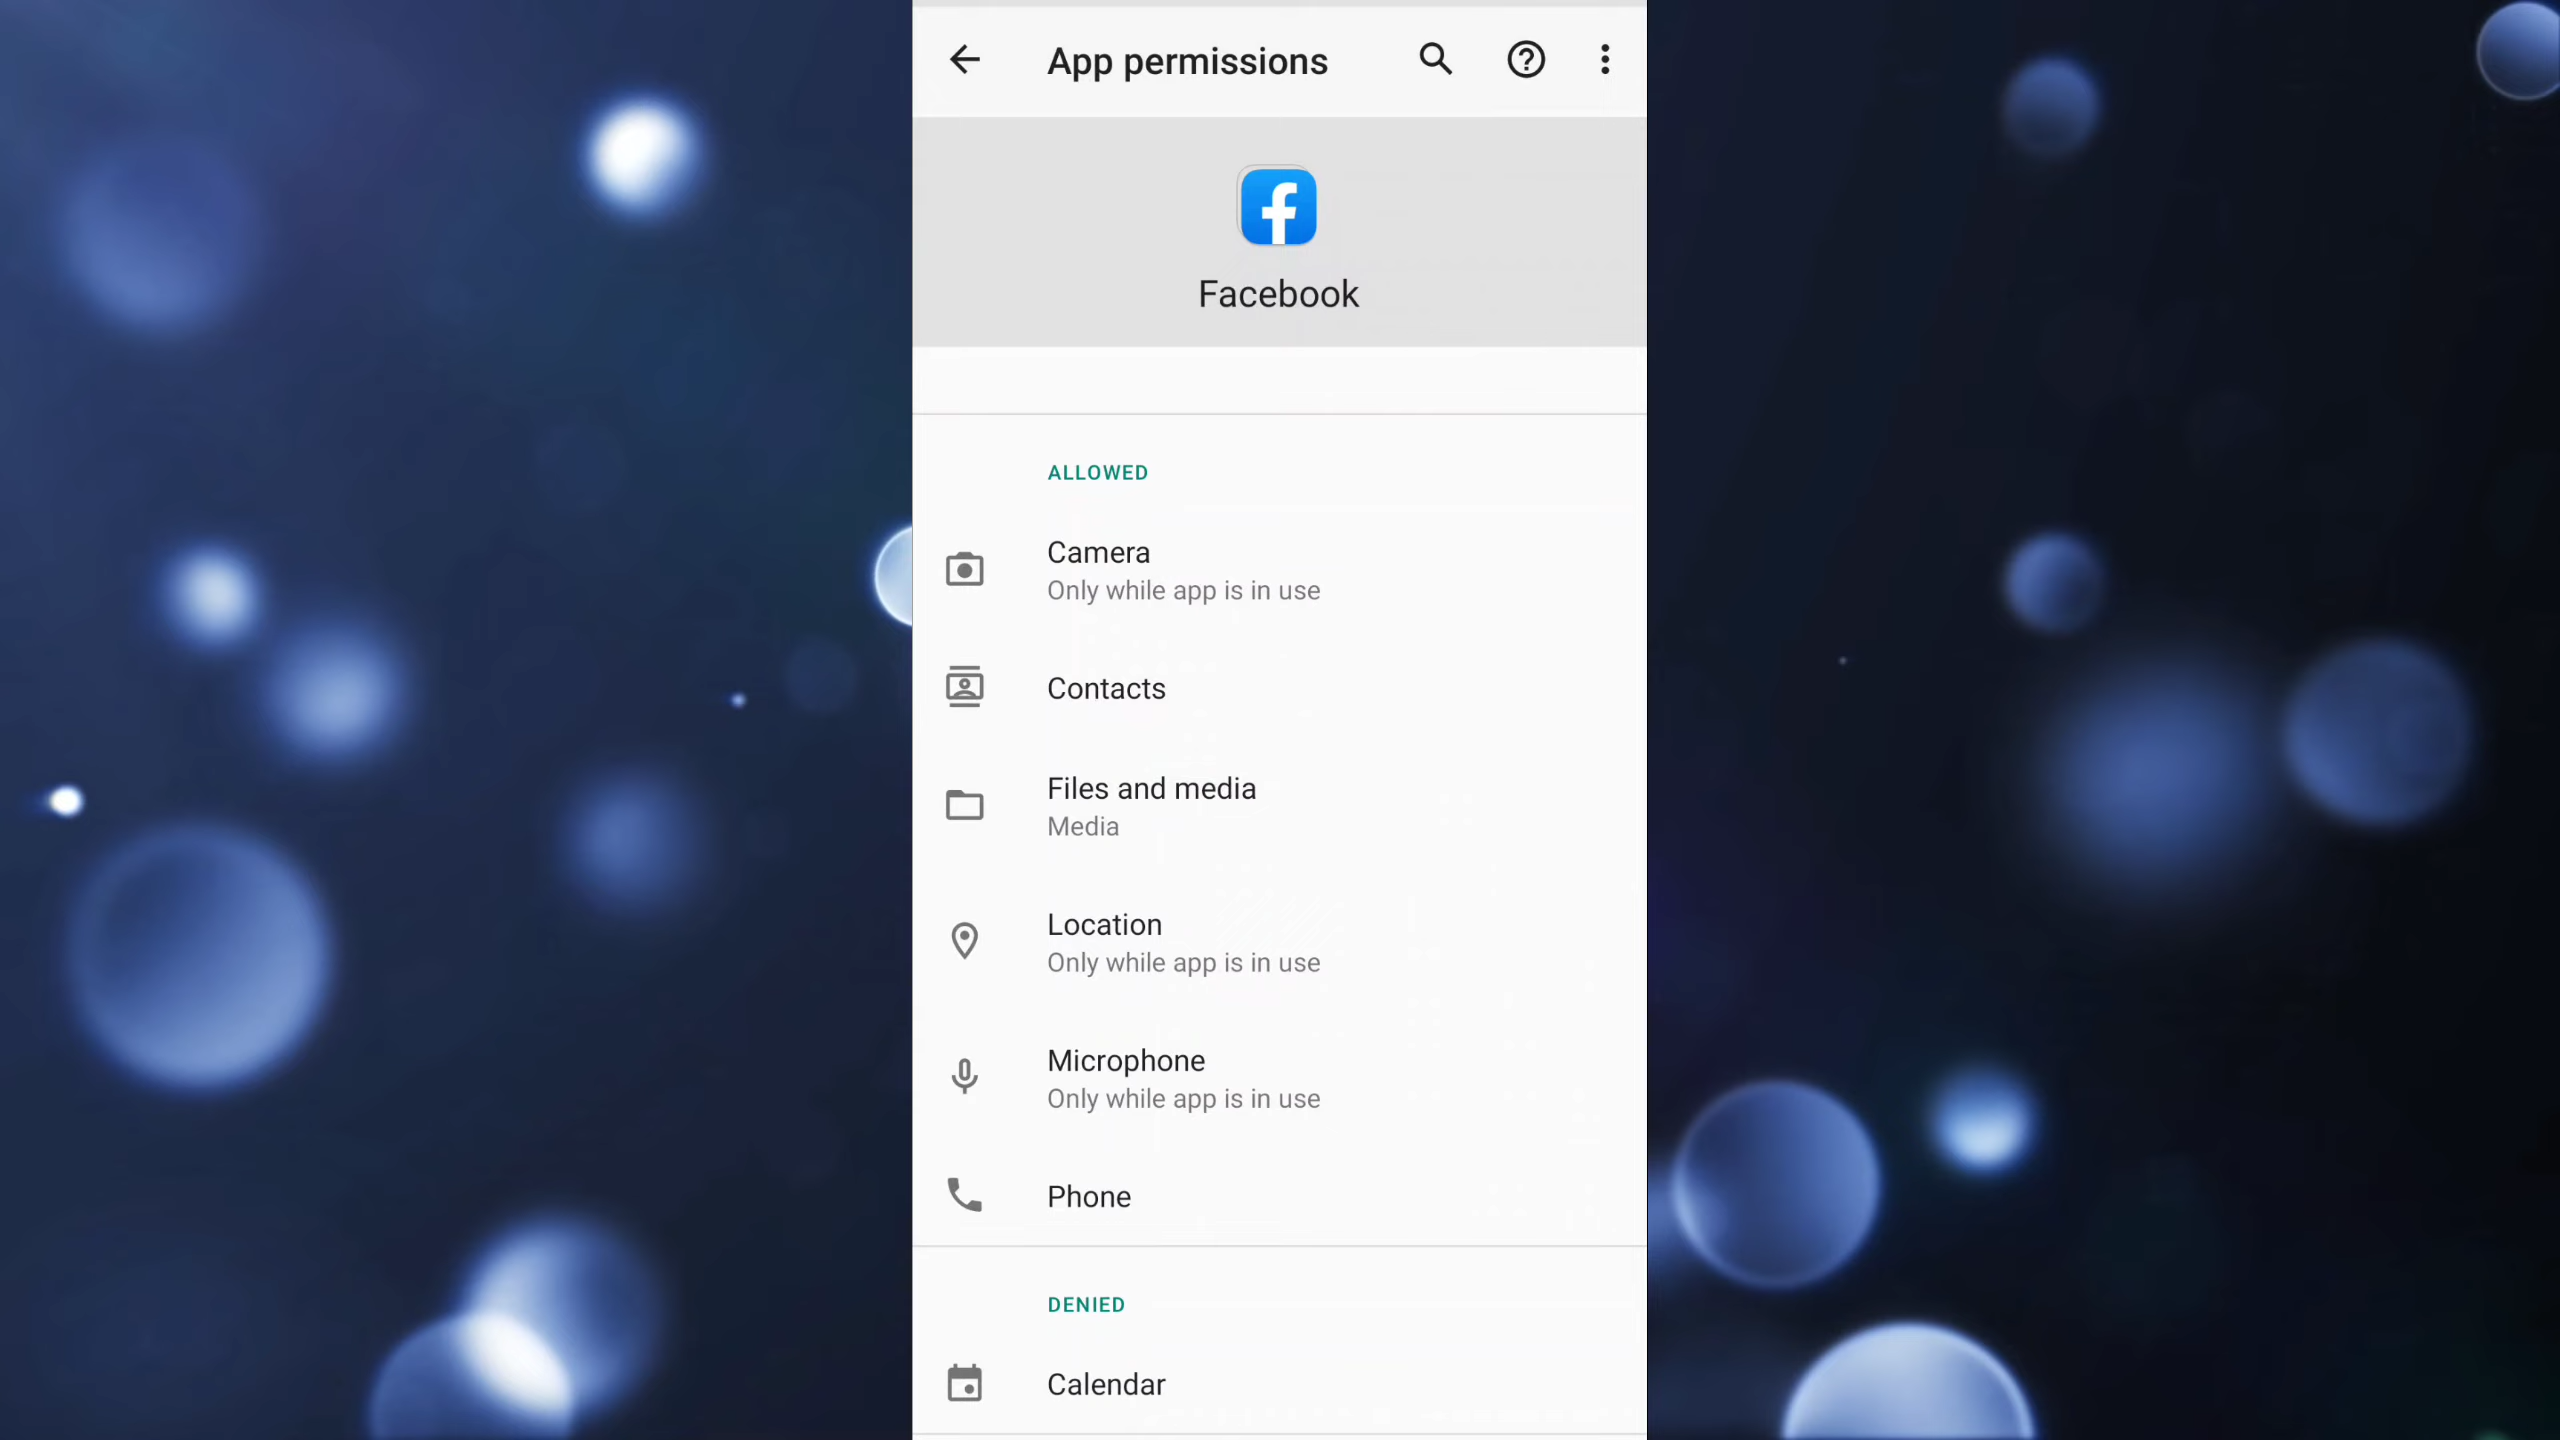 App permissions
Facebook
ALLOWED
Camera
Only while app is in use
Contacts
Files and media
Media
Location
Only while app is in use
Microphone
Only while app is in use
Phone
DENIED
Calendar